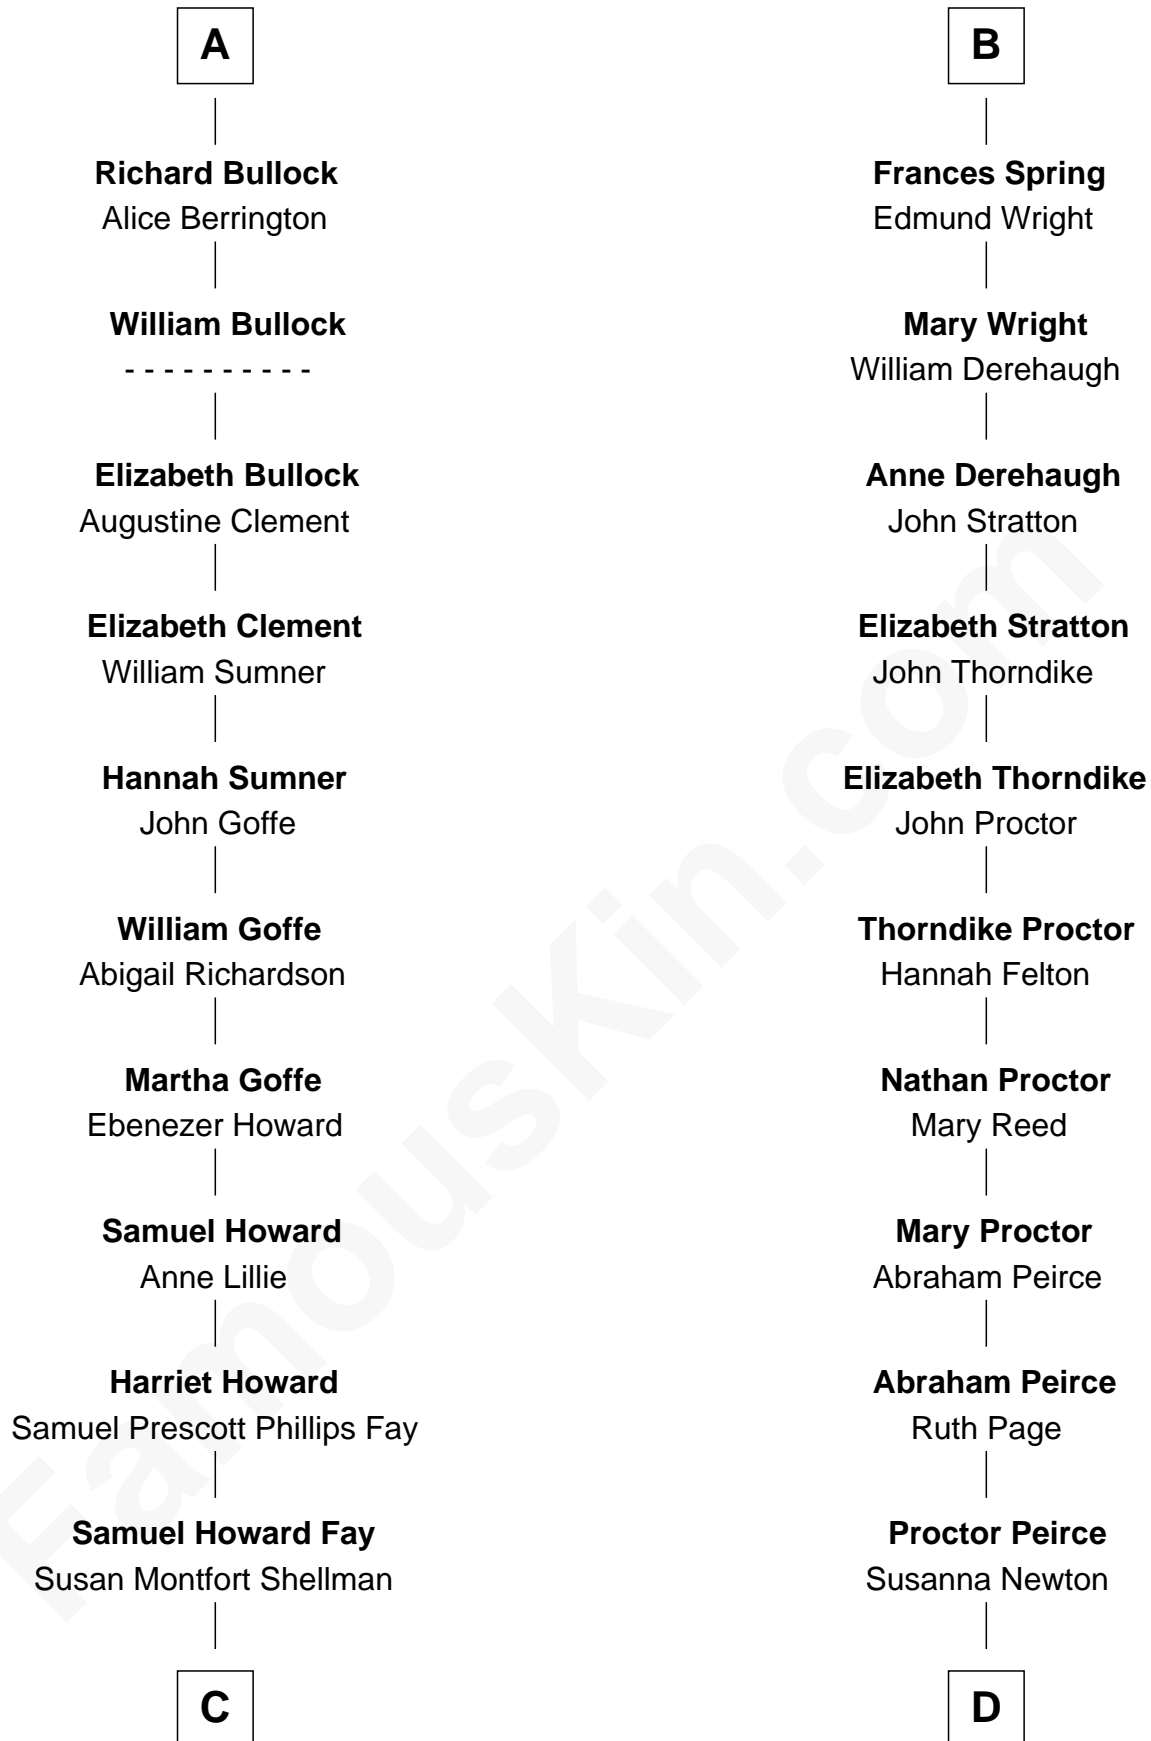 A
Richard Bullock
Alice Berrington
William Bullock
- - - - - - - - - -
Elizabeth Bullock
Augustine Clement
Elizabeth Clement
William Sumner
Hannah Sumner
John Goffe
William Goffe
Abigail Richardson
Martha Goffe
Ebenezer Howard
Samuel Howard
Anne Lillie
Harriet Howard
Samuel Prescott Phillips Fay
Samuel Howard Fay
Susan Montfort Shellman
C
B
Frances Spring
Edmund Wright
Mary Wright
William Derehaugh
Anne Derehaugh
John Stratton
Elizabeth Stratton
John Thorndike
Elizabeth Thorndike
John Proctor
Thorndike Proctor
Hannah Felton
Nathan Proctor
Mary Reed
Mary Proctor
Abraham Peirce
Abraham Peirce
Ruth Page
Proctor Peirce
Susanna Newton
D
FamousKin.com